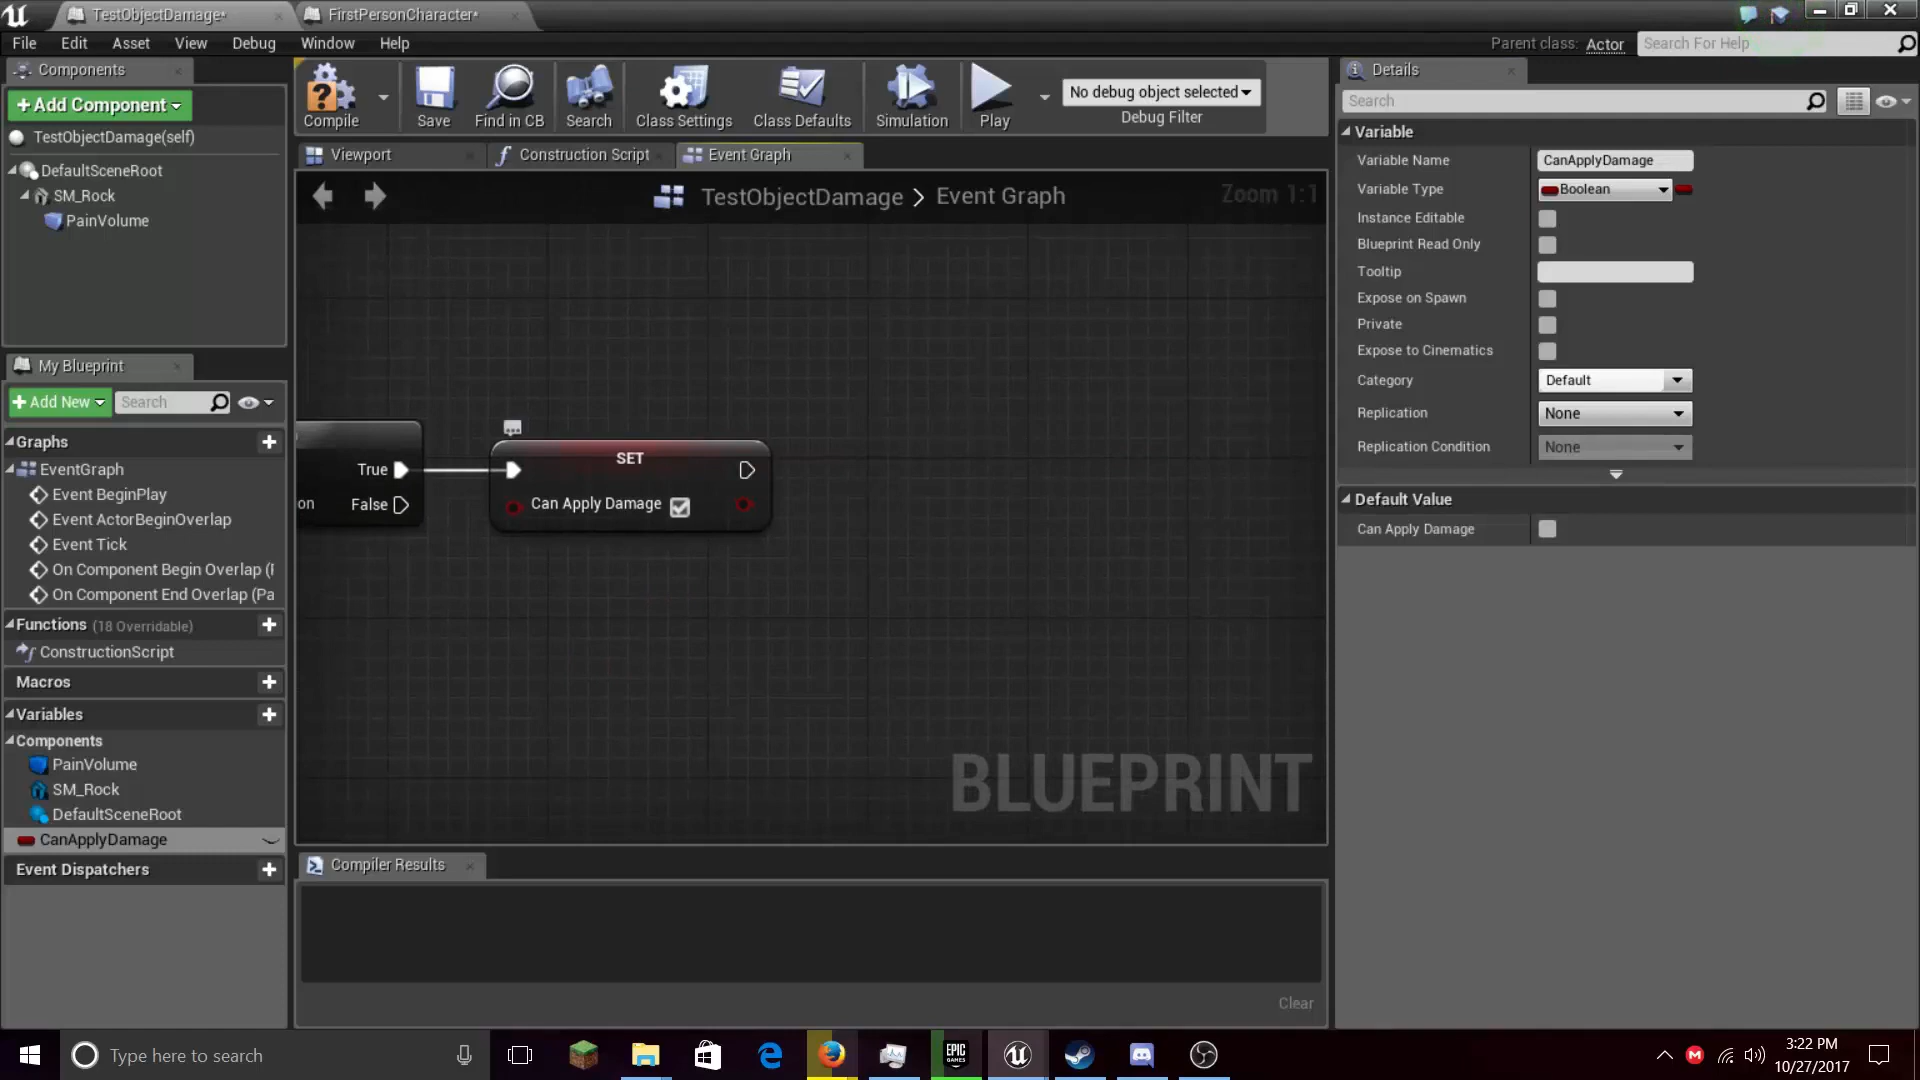 TestObjectDamage*
FirstPersonCharacter*
File Edit Asset View Debug Window Help
Parent class: Actor
Search For Help
Components
+Add Component
TestObjectDamage(self)
DefaultSceneRoot
SM_Rock
PainVolume
My Blueprint
+Add New
Search
Graphs
EventGraph
Event BeginPlay
Event ActorBeginOverlap
Event Tick
On Component Begin Overlap (
On Component End Overlap (Pa
Functions (18 Overridable)
ConstructionScript
Macros
Variables
Components
PainVolume
SM_Rock
DefaultSceneRoot
CanApplyDamage
Event Dispatchers
Compile
Save
Find in CB
Search
Class Settings
Class Defaults
Simulation
Play
No debug object selected
Debug Filter
Viewport
Construction Script
Event Graph
TestObjectDamage > Event Graph
Zoom 1:1
True
on False
SET
Can Apply Damage
BLUEPRINT
Compiler Results
Clear
Details
Search
Variable
Variable Name CanApplyDamage
Variable Type Boolean
Instance Editable
Blueprint Read Only
Tooltip
Expose on Spawn
Private
Expose to Cinematics
Category Default
Replication None
Replication Condition None
Default Value
Can Apply Damage
Type here to search
EPIC
GAMES
3:22 PM
10/27/2017